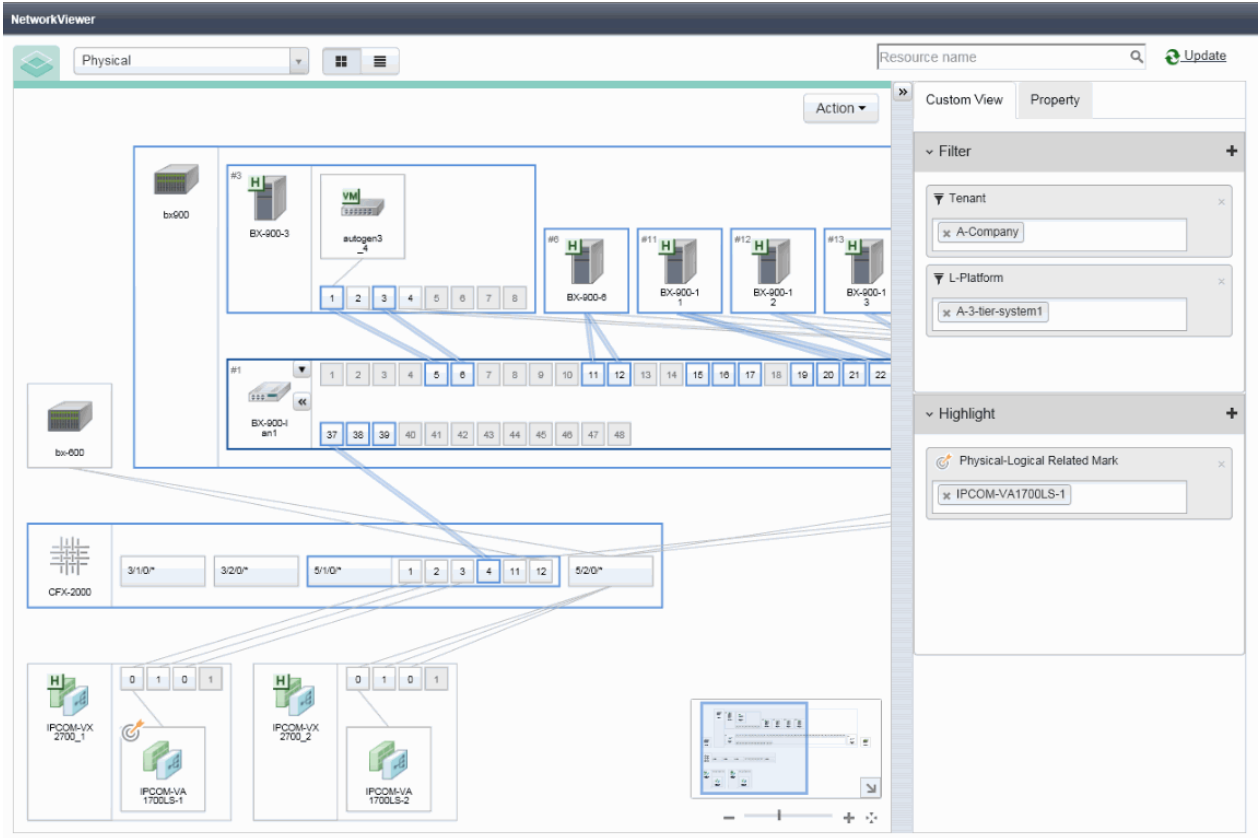 NetworkViewer
Physical
Resource name
Update
Action
Custom View
Property
Filter
Tenant
A-Company
L-Platform
A-3-tier-system1
Highlight
Physical-Logical Related Mark
IPCOM-VA1700LS-1
bx900
#3
H
BX-900-3
VM
autogen3
_4
1 2 3 4 5 6 7 8
#6
H
BX-900-6
#11
H
BX-900-1
1
#12
H
BX-900-1
2
#13
H
BX-900-1
3
#1
BX-900-l
an1
1 2 3 4 5 6 7 8 9 10 11 12 13 14 15 16 17 18 19 20 21 22
37 38 39 40 41 42 43 44 45 46 47 48
bx-600
CFX-2000
3/1/0/*
3/2/0/*
5/1/0/*
1 2 3 4 11 12
5/2/0/*
H
IPCOM-VX
2700_1
0 1 0 1
IPCOM-VA
1700LS-1
H
IPCOM-VX
2700_2
0 1 0 1
IPCOM-VA
1700LS-2